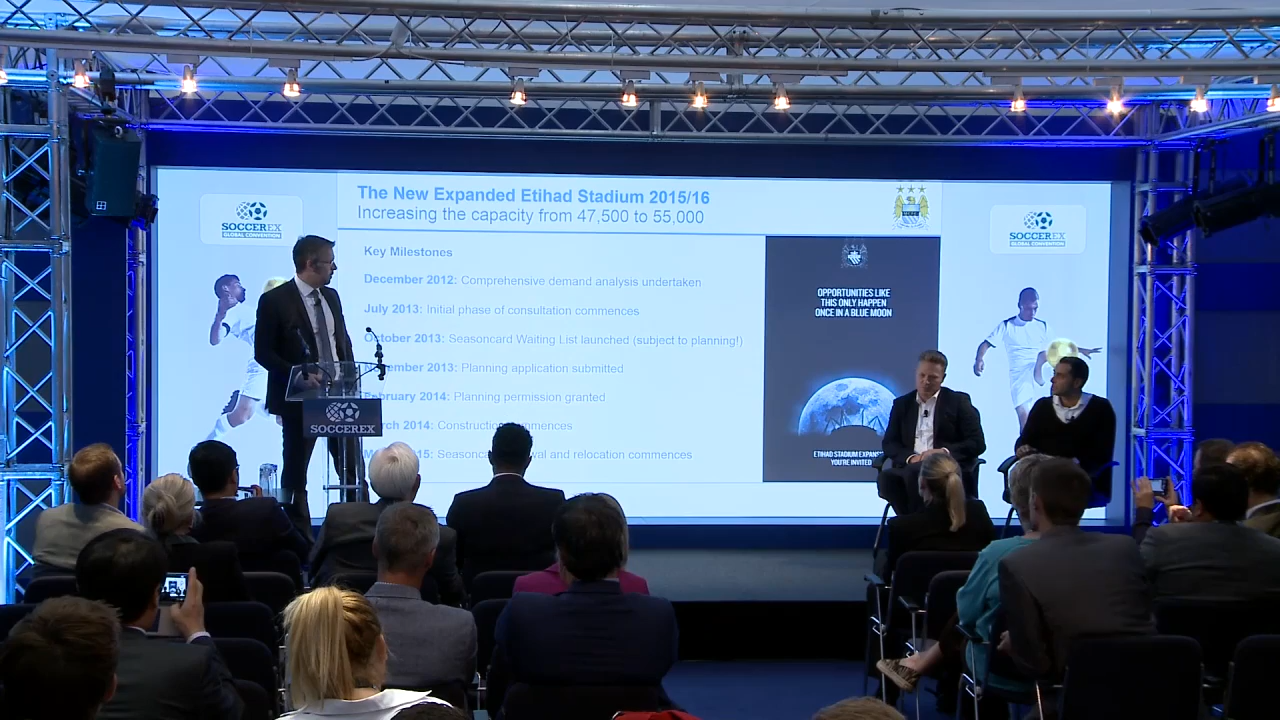 The New Expanded Etihad Stadium 2015/16
Increasing the capacity from 47,500 to 55,000
SOCCEREX
GLOBAL CONVENTION
SOCCEREX
GLOBAL CONVENTION
Key Milestones
December 2012: Comprehensive demand analysis undertaken
July 2013: Initial phase of consultation commences
October 2013: Seasoncard Waiting List launched (subject to planning!)
2013: Planning application submitted
2014: Planning permission granted
2014:
and relocation commences
OPPORTUNITIES LIKE
THIS ONLY HAPPEN
ONCE IN A BLUE MOON
ETIHAD STADIUM
YOU'RE INVITED
SOCCEREX